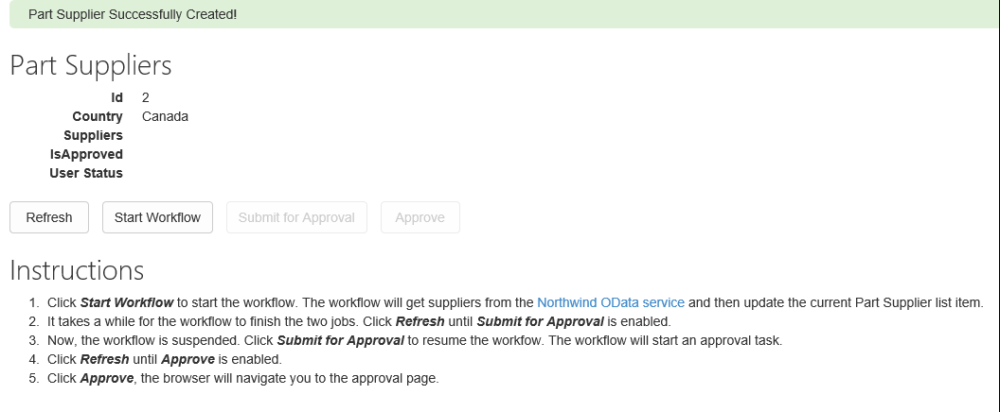 Part Supplier Successfully Created!
Part Suppliers
Id 2
Country Canada
Suppliers
IsApproved
User Status
Refresh Start Workflow Submit for Approval Approve
Instructions
1. Click Start Workflow to start the workflow. The workflow will get suppliers from the Northwind OData service and then update the current Part Supplier list item.
2. It takes a while for the workflow to finish the two jobs. Click Refresh until Submit for Approval is enabled.
3. Now, the workflow is suspended. Click Submit for Approval to resume the workfow. The workflow will start an approval task.
4. Click Refresh until Approve is enabled.
5. Click Approve, the browser will navigate you to the approval page.